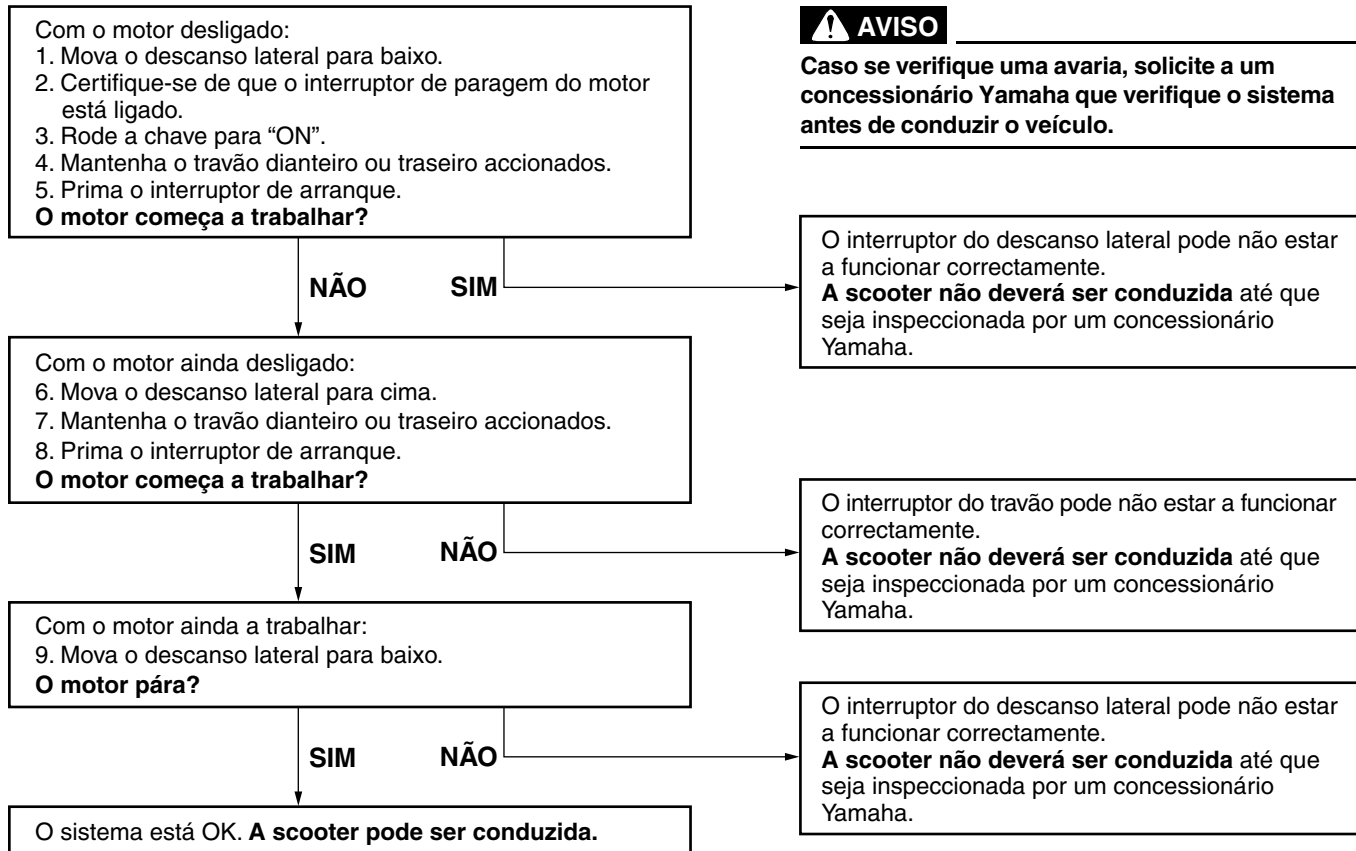 Com o motor desligado:
1. Mova o descanso lateral para baixo.
2. Certifique-se de que o interruptor de paragem do motor
está ligado.
3. Rode a chave para “ON”.
4. Mantenha o travão dianteiro ou traseiro accionados.
5. Prima o interruptor de arranque.
O motor começa a trabalhar?
AVISO
Caso se verifique uma avaria, solicite a um
concessionário Yamaha que verifique o sistema
antes de conduzir o veículo.
NÃO
SIM
O interruptor do descanso lateral pode não estar
a funcionar correctamente.
A scooter não deverá ser conduzida até que
seja inspeccionada por um concessionário
Yamaha.
Com o motor ainda desligado:
6. Mova o descanso lateral para cima.
7. Mantenha o travão dianteiro ou traseiro accionados.
8. Prima o interruptor de arranque.
O motor começa a trabalhar?
SIM
NÃO
O interruptor do travão pode não estar a funcionar
correctamente.
A scooter não deverá ser conduzida até que
seja inspeccionada por um concessionário
Yamaha.
Com o motor ainda a trabalhar:
9. Mova o descanso lateral para baixo.
O motor pára?
SIM
NÃO
O interruptor do descanso lateral pode não estar
a funcionar correctamente.
A scooter não deverá ser conduzida até que
seja inspeccionada por um concessionário
Yamaha.
O sistema está OK. A scooter pode ser conduzida.